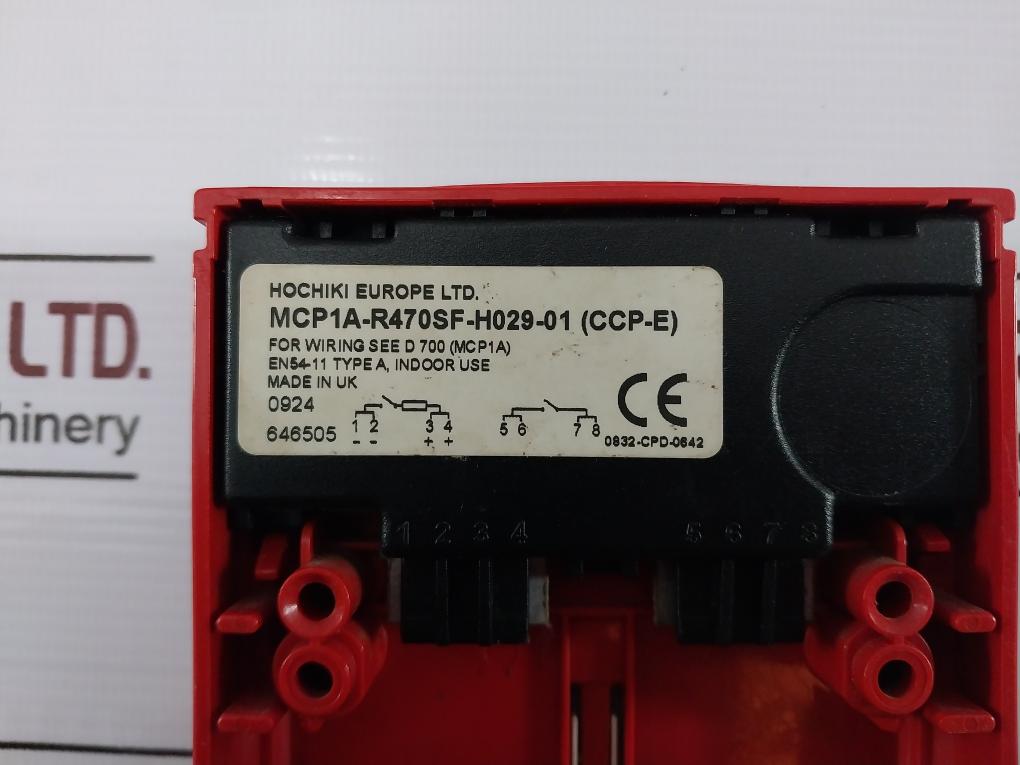 HOCHIKI EUROPE LTD.
MCP1A-R470SF-H029-01 (CCP-E)
FOR WIRING SEE D 700 (MCP1A)
EN54-11 TYPE A, INDOOR USE
MADE IN UK
0924
646505
1 2 3 4
- - + +
5 6 7 8
CE
0832-CPD-0642
1 2 3 4 5 6 7 8
LTD.
hinery